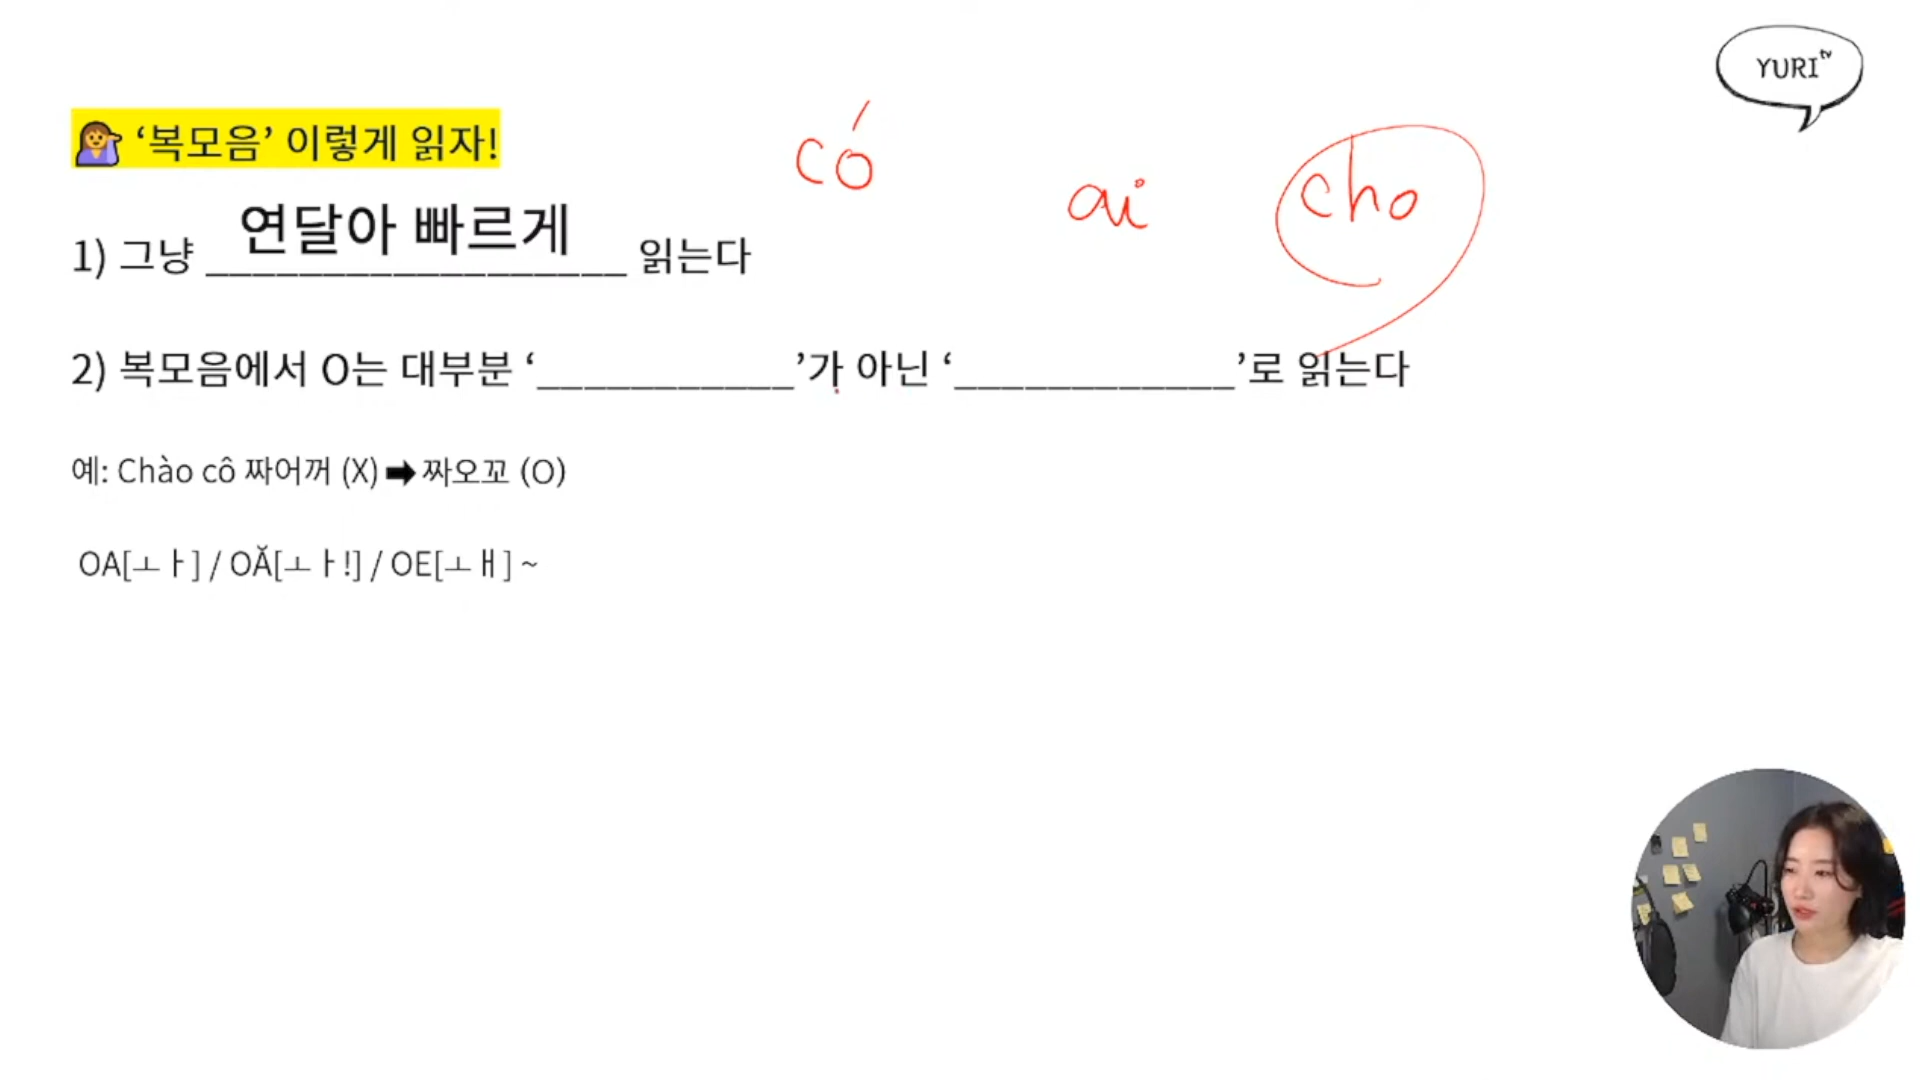 YURI tv
‘복모음’ 이렇게 읽자!
có
ai
cho
연달아 빠르게
1) 그냥 __________________ 읽는다
2) 복모음에서 O는 대부분 ‘___________’가 아닌 ‘____________’로 읽는다
예: Chào cô 짜어꺼 (X) ➡ 짜오꼬 (O)
OA[ㅗㅏ] / OĂ[ㅗㅏ!] / OE[ㅗㅐ] ~